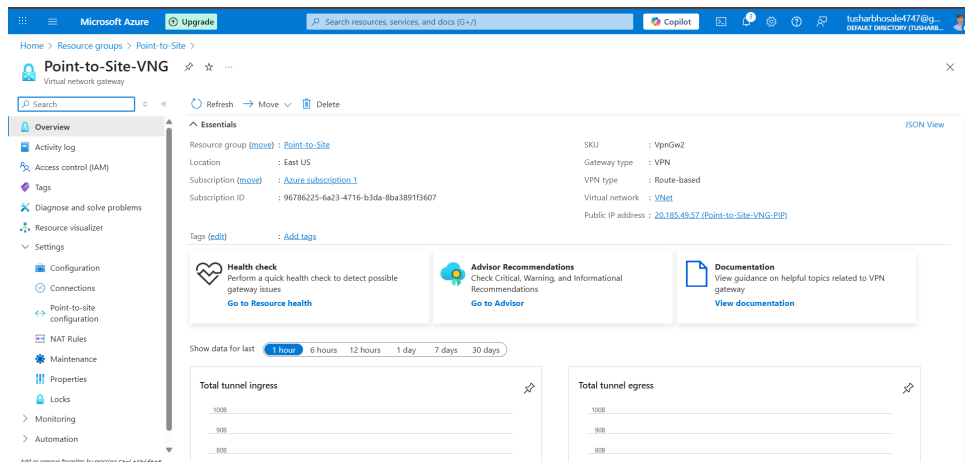 Microsoft Azure
Upgrade
Search resources, services, and docs (G+/)
Copilot
3
tusharbhosale4747@g...
DEFAULT DIRECTORY (TUSHARB...
Home > Resource groups > Point-to-Site >
Point-to-Site-VNG
Virtual network gateway
Search
Refresh
Move
Delete
Overview
Activity log
Access control (IAM)
Tags
Diagnose and solve problems
Resource visualizer
Settings
Configuration
Connections
Point-to-site
configuration
NAT Rules
Maintenance
Properties
Locks
Monitoring
Automation
Add or remove favorites by pressing Ctrl+Shift+F
Essentials
JSON View
Resource group (move) : Point-to-Site
Location : East US
Subscription (move) : Azure subscription 1
Subscription ID : 96786225-6a23-4716-b3da-8ba3891f3607
SKU : VpnGw2
Gateway type : VPN
VPN type : Route-based
Virtual network : VNet
Public IP address : 20.185.49.57 (Point-to-Site-VNG-PIP)
Tags (edit) : Add tags
Health check
Perform a quick health check to detect possible
gateway issues
Go to Resource health
Advisor Recommendations
Check Critical, Warning, and Informational
Recommendations
Go to Advisor
Documentation
View guidance on helpful topics related to VPN
gateway
View documentation
Show data for last 1 hour 6 hours 12 hours 1 day 7 days 30 days
Total tunnel ingress
100B
90B
80B
Total tunnel egress
100B
90B
80B